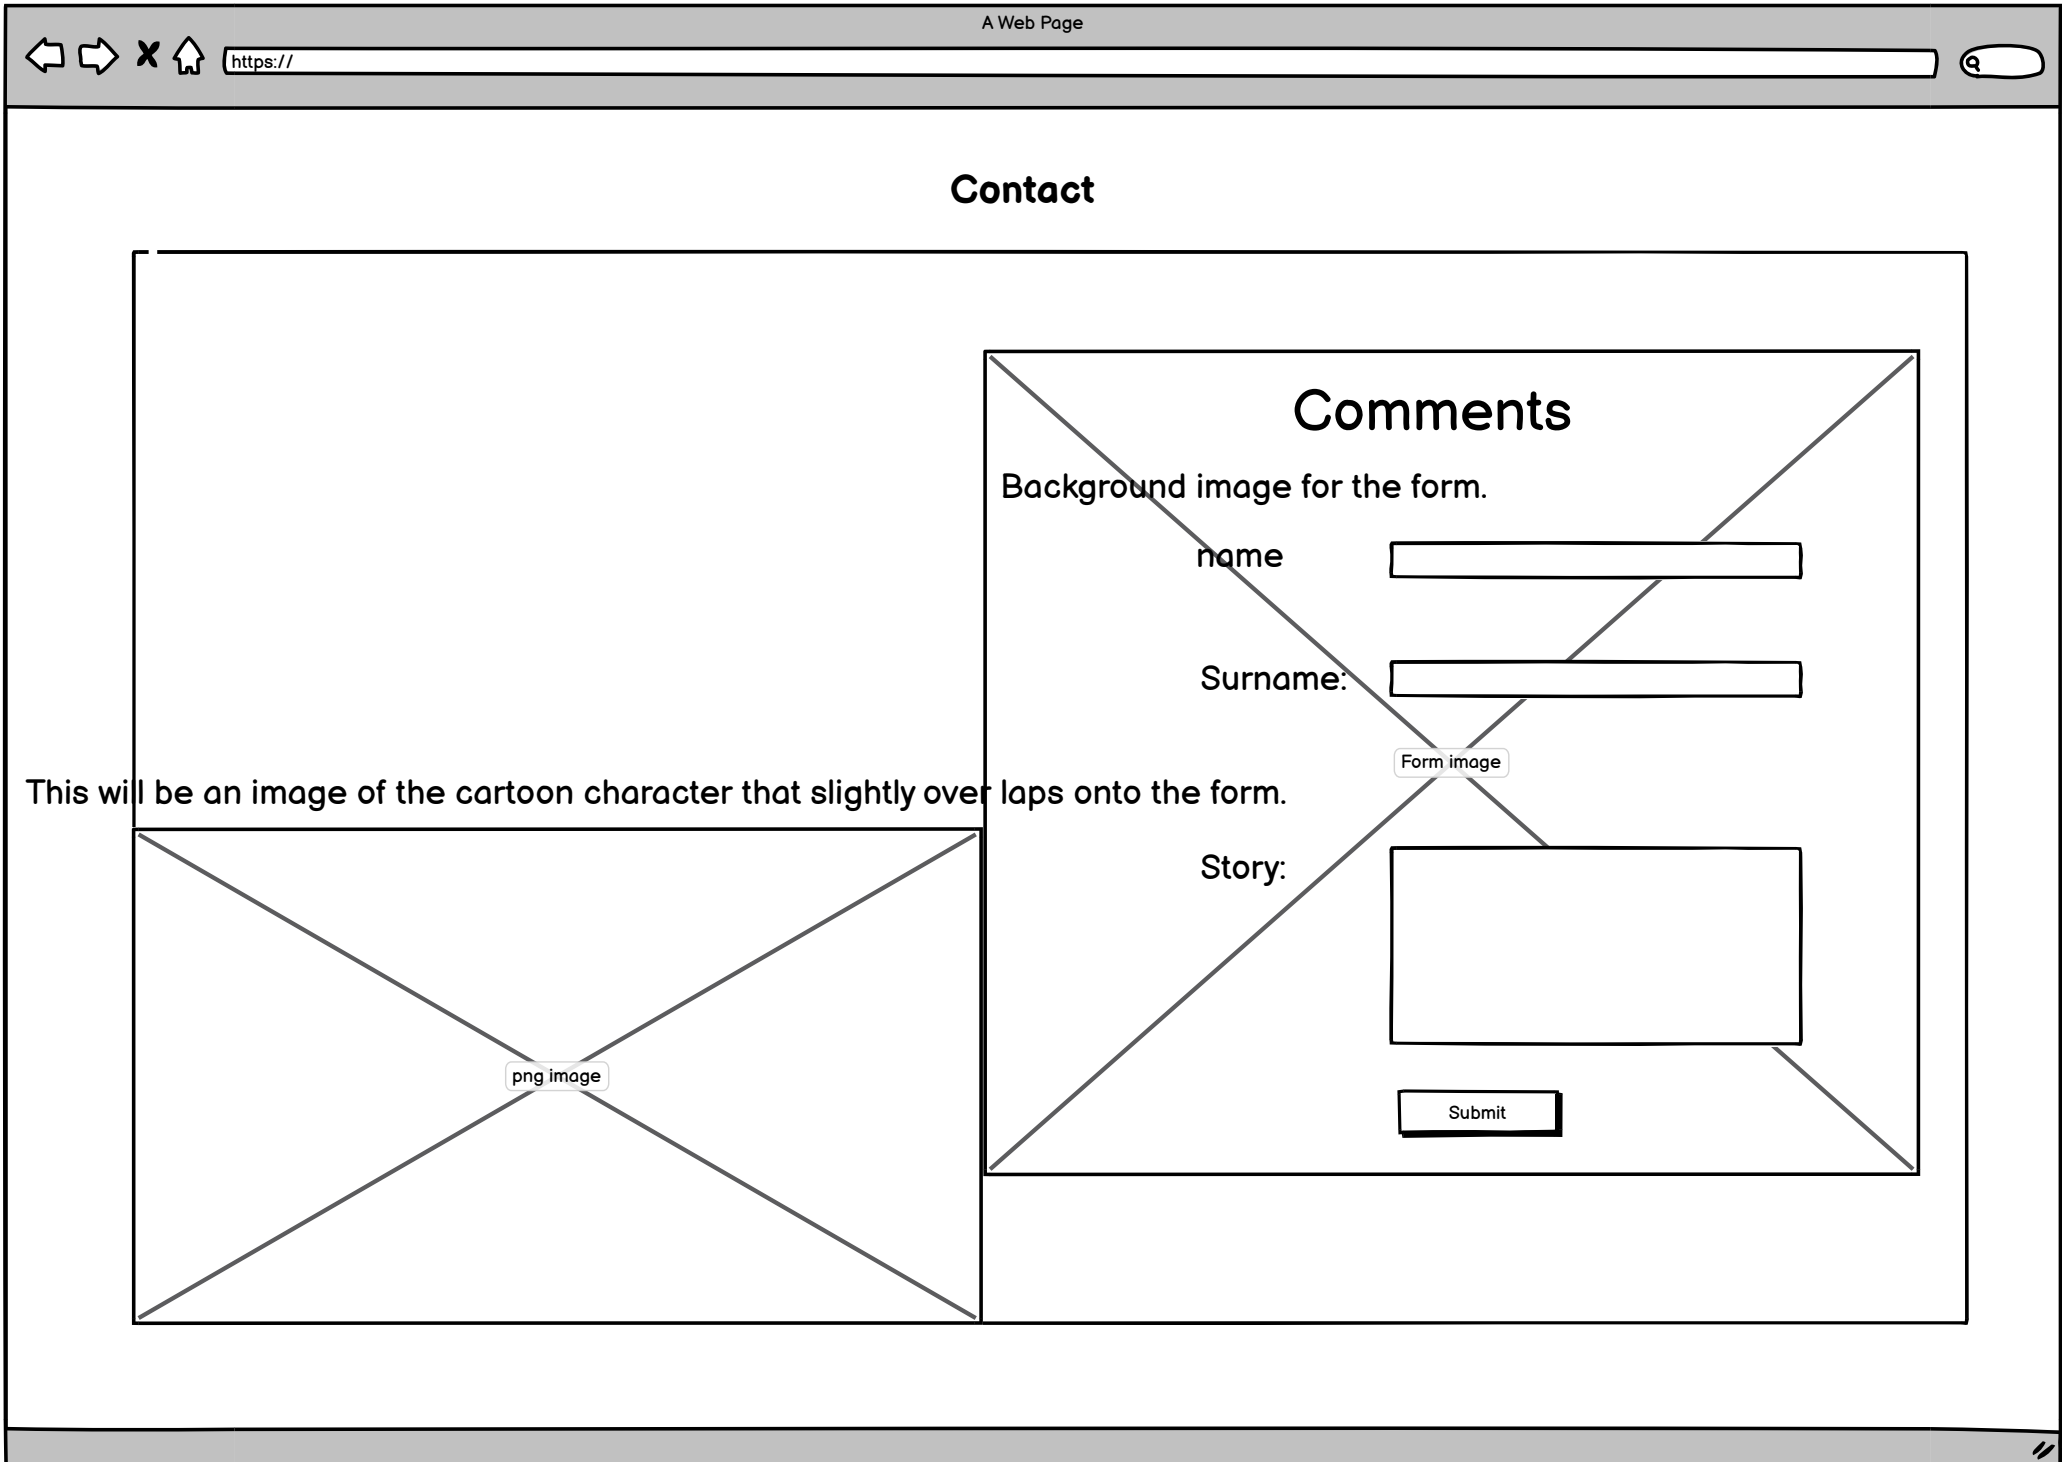 A Web Page
https://
Contact
Comments
Background image for the form.
name
Surname:
Form image
This will be an image of the cartoon character that slightly over laps onto the form.
Story:
png image
Submit